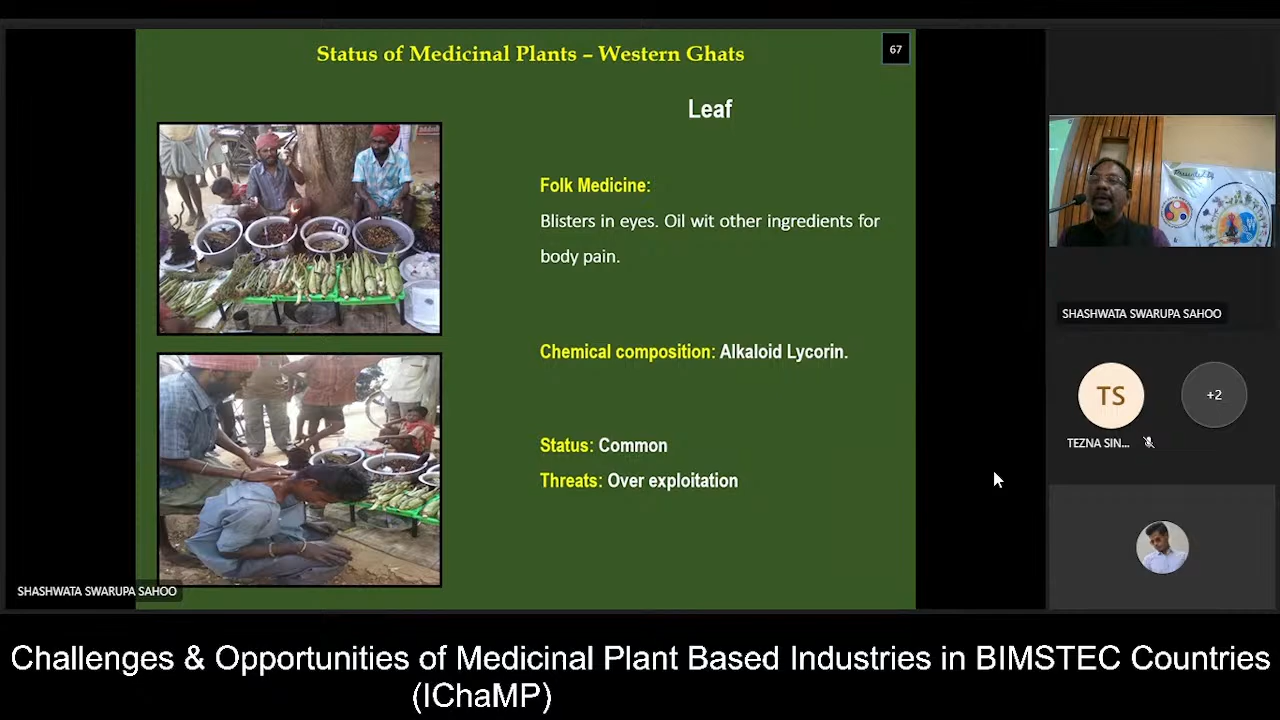 Status of Medicinal Plants – Western Ghats
67
Leaf
Folk Medicine:
Blisters in eyes. Oil wit other ingredients for
body pain.
Chemical composition: Alkaloid Lycorin.
Status: Common
Threats: Over exploitation
SHASHWATA SWARUPA SAHOO
Presented by
SHASHWATA SWARUPA SAHOO
TS
+2
TEZNA SIN...
Challenges & Opportunities of Medicinal Plant Based Industries in BIMSTEC Countries
(IChaMP)